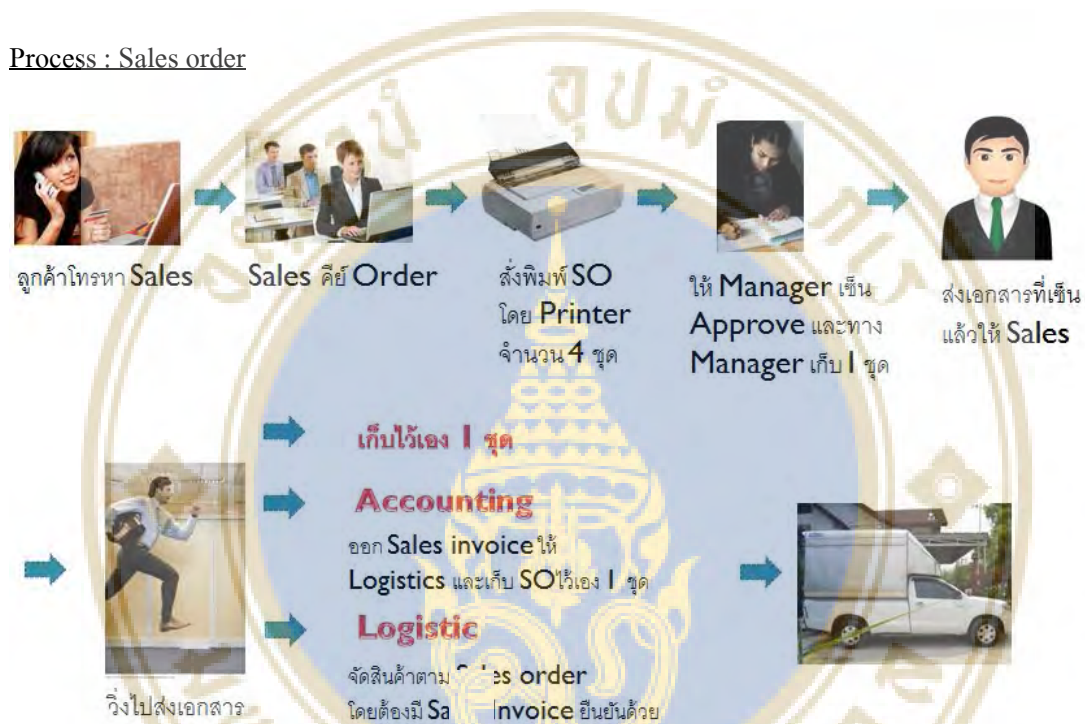 Process : Sales order
อุปมํ
ลูกค้าโทรหา Sales
Sales คีย์ Order
สั่งพิมพ์ SO
โดย Printer
จำนวน 4 ชุด
ให้ Manager เซ็น
Approve และทาง
Manager เก็บ 1 ชุด
ส่งเอกสารที่เซ็น
แล้วให้ Sales
วิ่งไปส่งเอกสาร
เก็บไว้เอง 1 ชุด
Accounting
ออก Sales invoice ให้
Logistics และเก็บ SO ไว้เอง 1 ชุด
Logistic
จัดสินค้าตาม Sales order
โดยต้องมี Sales Invoice ยืนยันด้วย